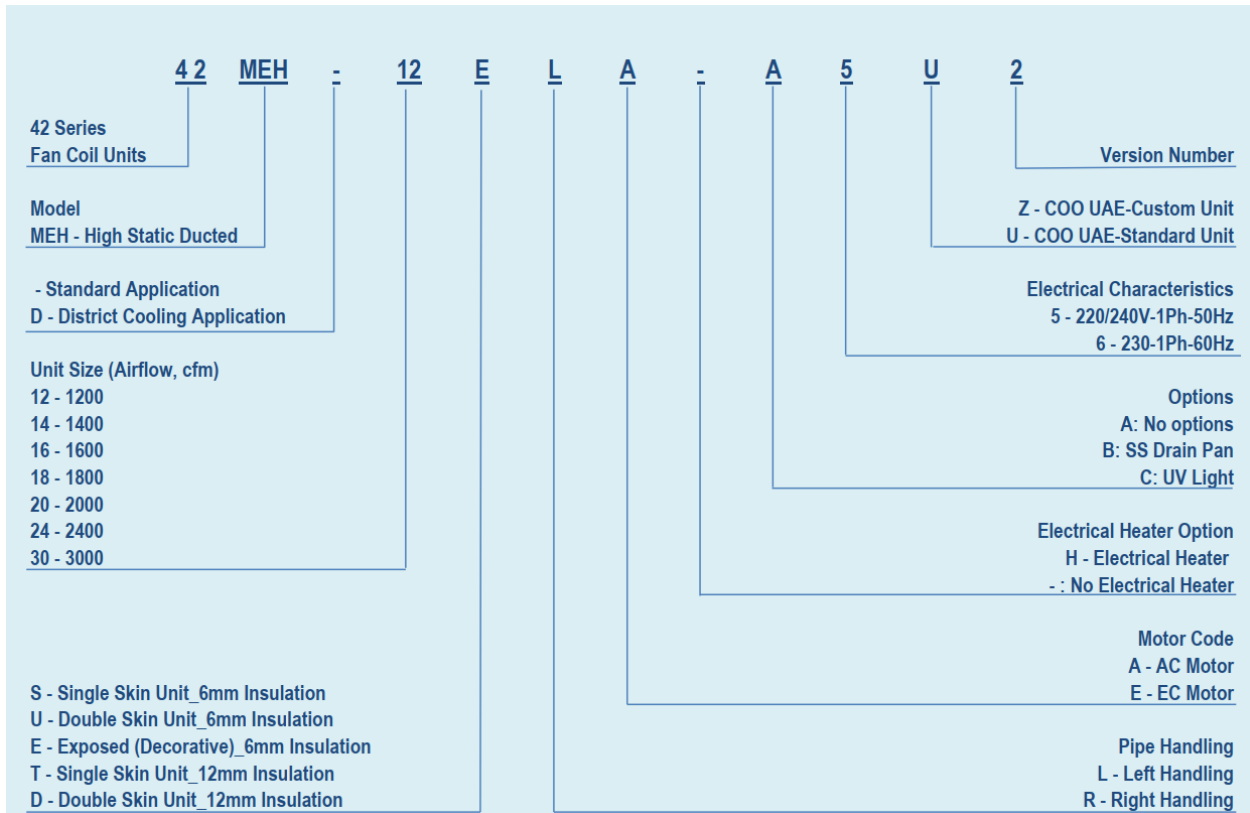 42 MEH - 12 E L A - A 5 U 2
42 Series
Fan Coil Units
Model
MEH - High Static Ducted
- Standard Application
D - District Cooling Application
Unit Size (Airflow, cfm)
12 - 1200
14 - 1400
16 - 1600
18 - 1800
20 - 2000
24 - 2400
30 - 3000
S - Single Skin Unit_6mm Insulation
U - Double Skin Unit_6mm Insulation
E - Exposed (Decorative)_6mm Insulation
T - Single Skin Unit_12mm Insulation
D - Double Skin Unit_12mm Insulation
Version Number
Z - COO UAE-Custom Unit
U - COO UAE-Standard Unit
Electrical Characteristics
5 - 220/240V-1Ph-50Hz
6 - 230-1Ph-60Hz
Options
A: No options
B: SS Drain Pan
C: UV Light
Electrical Heater Option
H - Electrical Heater
- : No Electrical Heater
Motor Code
A - AC Motor
E - EC Motor
Pipe Handling
L - Left Handling
R - Right Handling